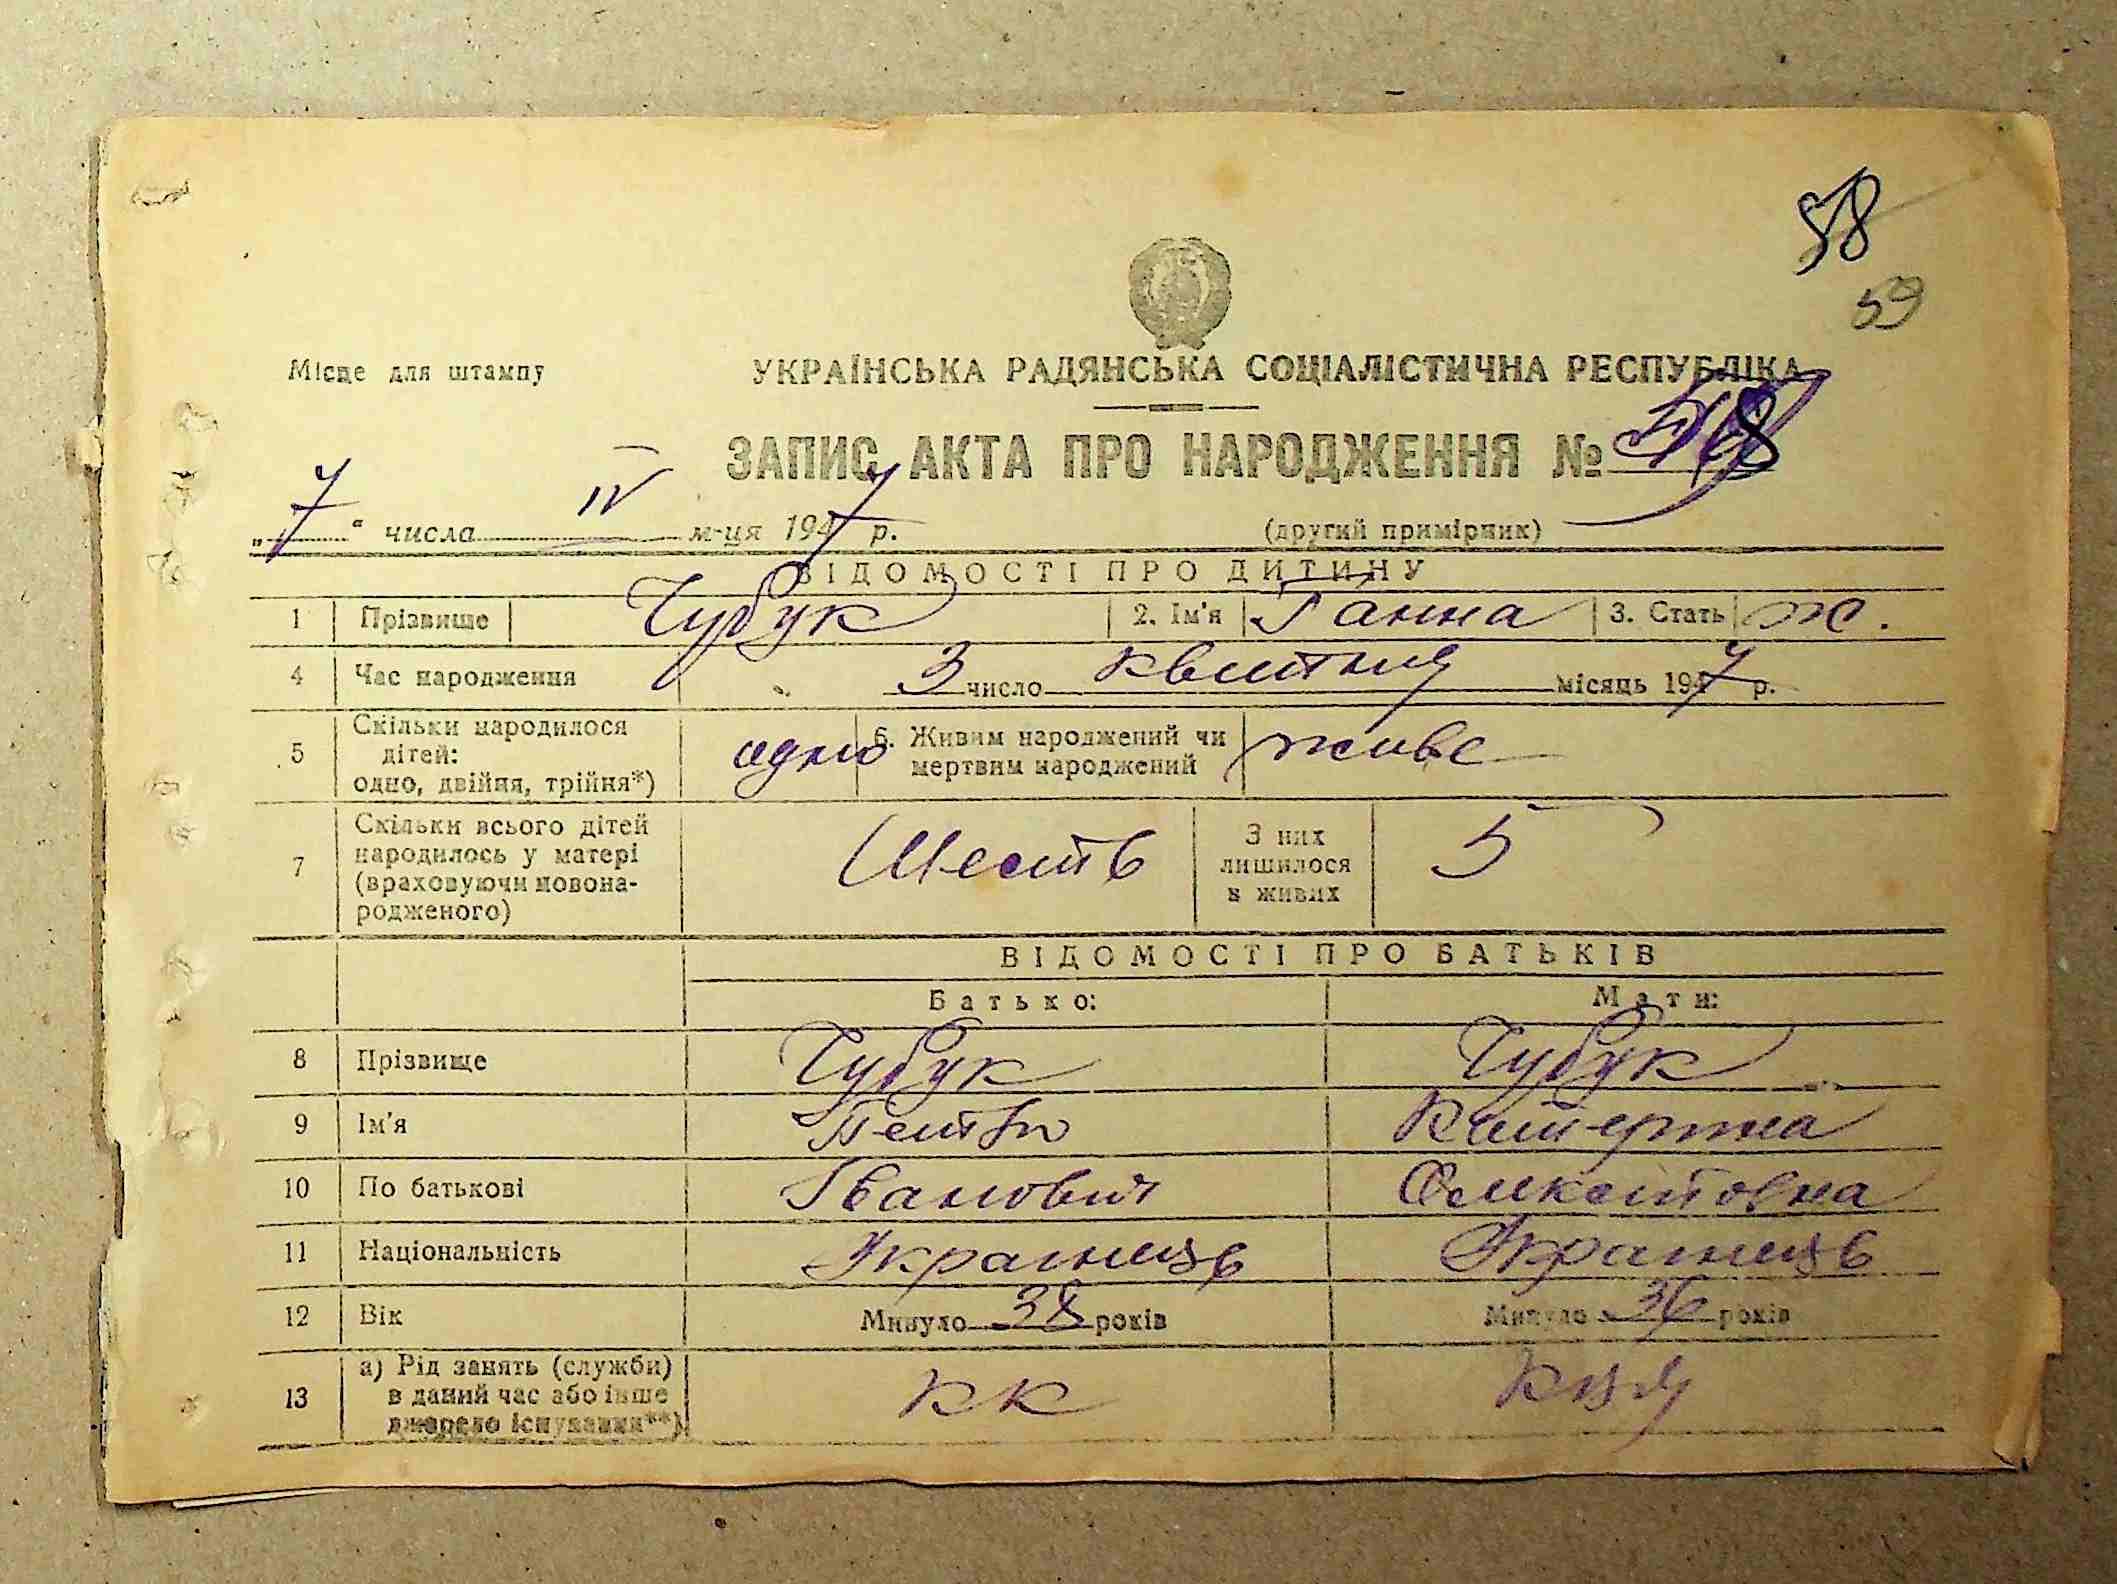 58
59
Місце для штампу
УКРАЇНСЬКА РАДЯНСЬКА СОЦІАЛІСТИЧНА РЕСПУБЛІКА
ЗАПИС АКТА ПРО НАРОДЖЕННЯ №
„7“ числа IV м-ця 1947 р. (другий примірник)
ВІДОМОСТІ ПРО ДИТИНУ
1 Прізвище Чубук 2. Ім'я Ганна 3. Стать ж.
4 Час народження 3 число квитня місяць 1947 р.
5 Скільки народилося дітей: одно, двійня, трійня*) одно 6. Живим народжений чи мертвим народжений живе
7 Скільки всього дітей народилось у матері (враховуючи новонародженого) Шесть З них лишилося в живих 5
ВІДОМОСТІ ПРО БАТЬКІВ
Батько: Мати:
8 Прізвище Чубук Чубук
9 Ім'я Петро Катерина
10 По батькові Іванович
11 Національність Украинець Украинець
12 Вік Минуло 38 років Минуло 36 років
13 а) Рід занять (служби) в даний час або інше джерело існування**) КК